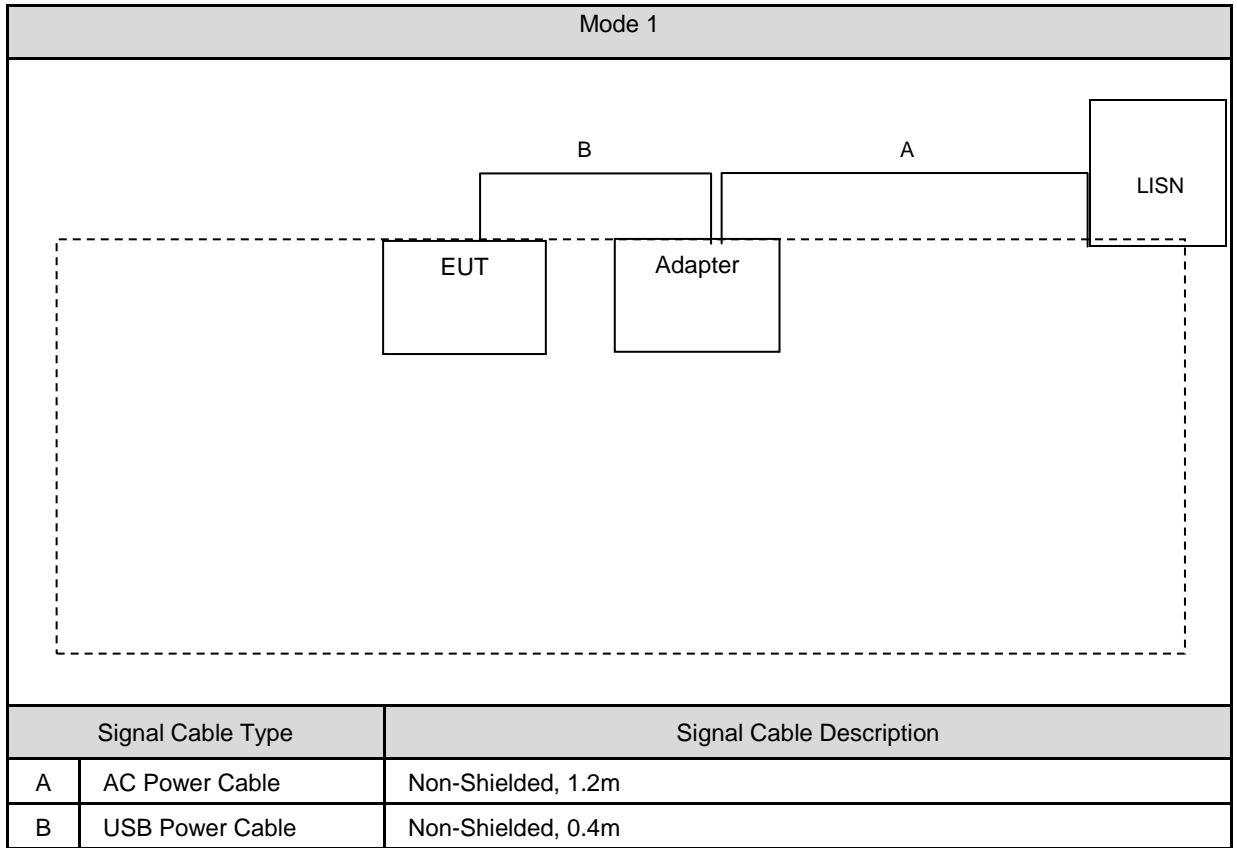 Mode 1
B
A
LISN
EUT
Adapter
Signal Cable Type
Signal Cable Description
A
AC Power Cable
Non-Shielded, 1.2m
B
USB Power Cable
Non-Shielded, 0.4m